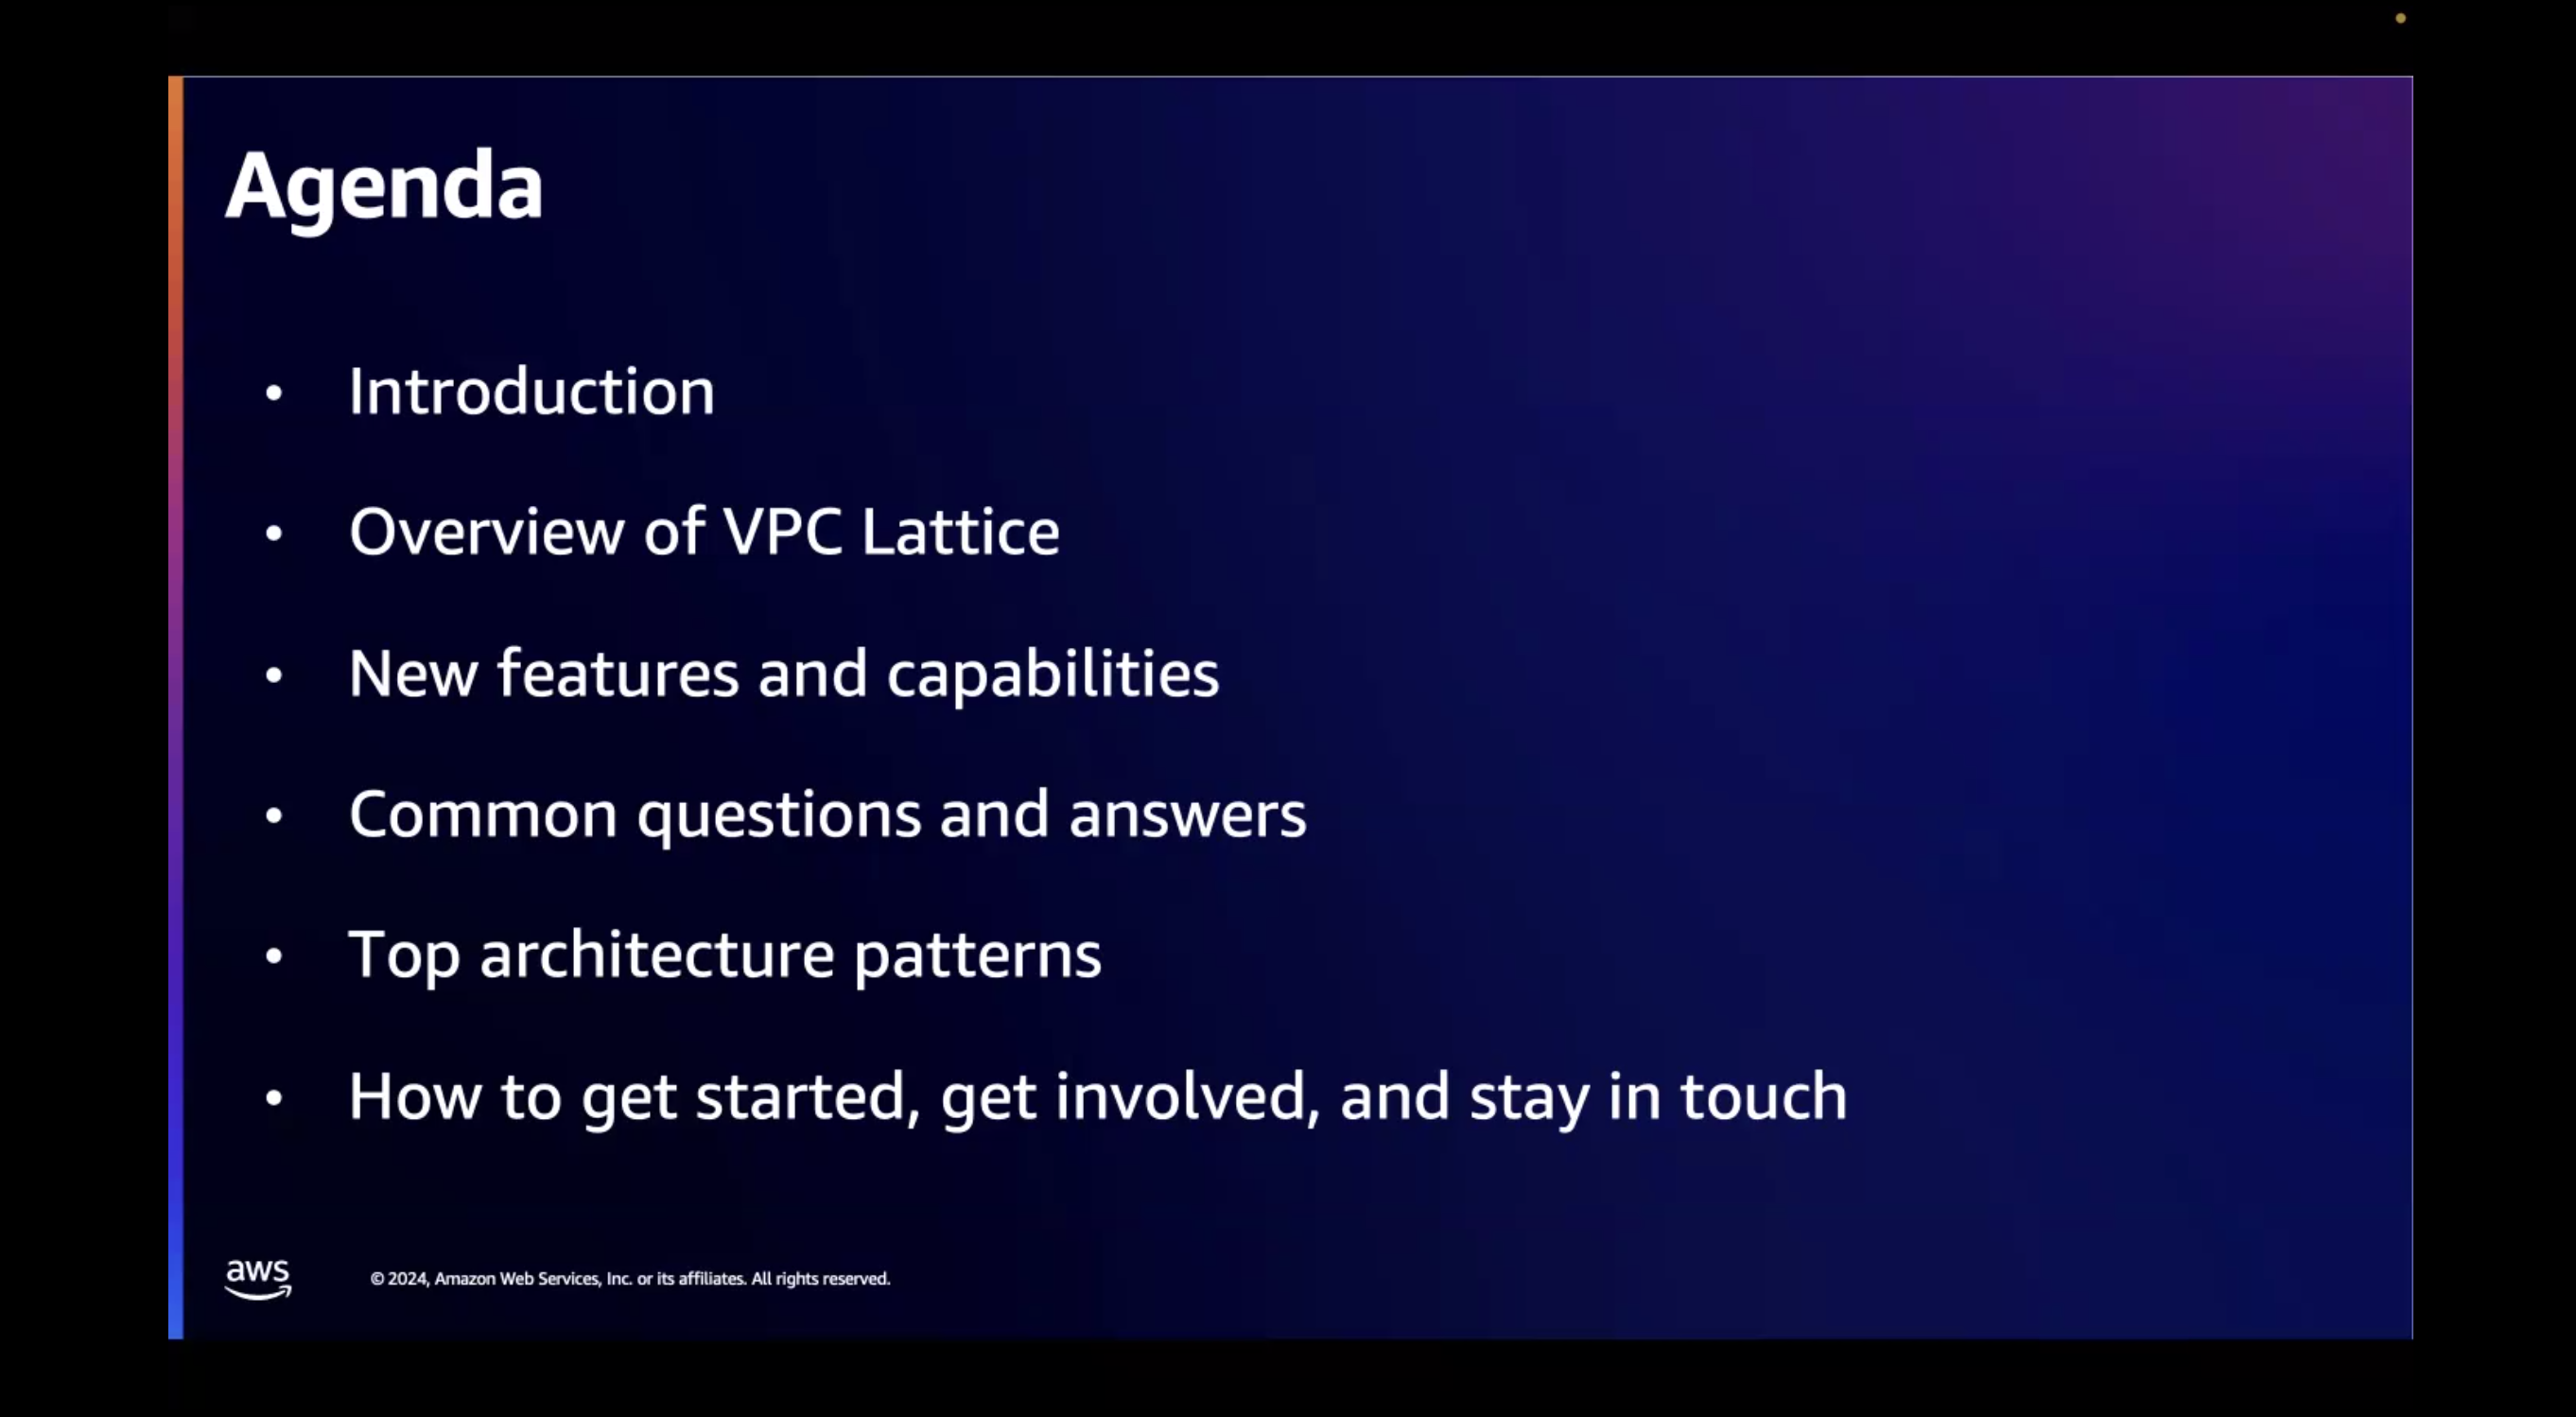 Agenda
• Introduction
• Overview of VPC Lattice
• New features and capabilities
• Common questions and answers
• Top architecture patterns
• How to get started, get involved, and stay in touch
aws
© 2024, Amazon Web Services, Inc. or its affiliates. All rights reserved.